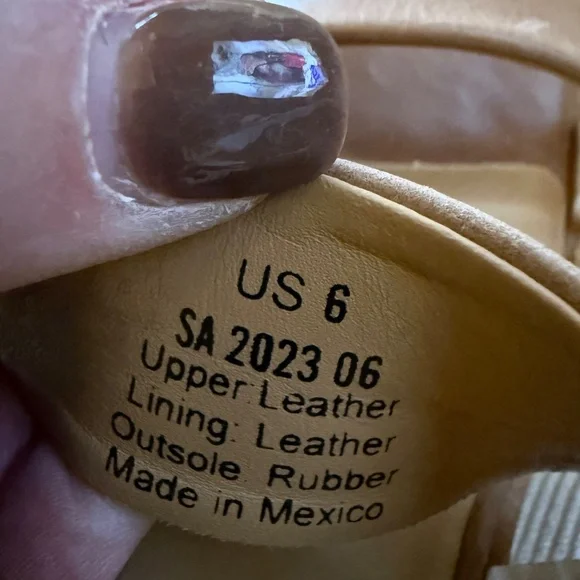 US 6
SA 2023 06
Upper: Leather
Lining: Leather
Outsole: Rubber
Made in Mexico